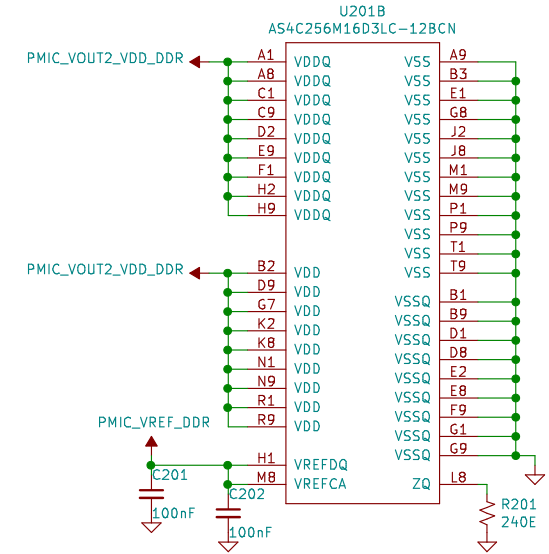 U201B
AS4C256M16D3LC-12BCN
PMIC_VOUT2_VDD_DDR A1 VDDQ VSS A9
A8 VDDQ VSS B3
C1 VDDQ VSS E1
C9 VDDQ VSS G8
D2 VDDQ VSS J2
E9 VDDQ VSS J8
F1 VDDQ VSS M1
H2 VDDQ VSS M9
H9 VDDQ VSS P1
VSS P9
VSS T1
PMIC_VOUT2_VDD_DDR B2 VDD VSS T9
D9 VDD VSSQ B1
G7 VDD VSSQ B9
K2 VDD VSSQ D1
K8 VDD VSSQ D8
N1 VDD VSSQ E2
N9 VDD VSSQ E8
R1 VDD VSSQ F9
R9 VDD VSSQ G1
PMIC_VREF_DDR
VSSQ G9
H1 VREFDQ
C201
M8 VREFCA ZQ L8
C202
R201
100nF
240E
100nF